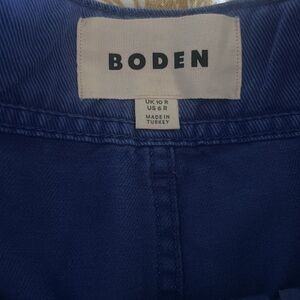 BODEN
UK 10 R
US 6 R
MADE IN
TURKEY